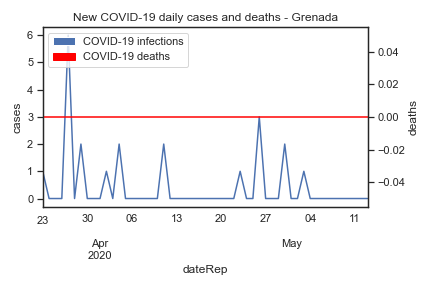 New COVID-19 daily cases and deaths - Grenada
COVID-19 infections
COVID-19 deaths
6
5
4
3
2
1
0
cases
0.04
0.02
0.00
−0.02
−0.04
deaths
23 30 06 13 20 27 04 11
Apr May
2020
dateRep